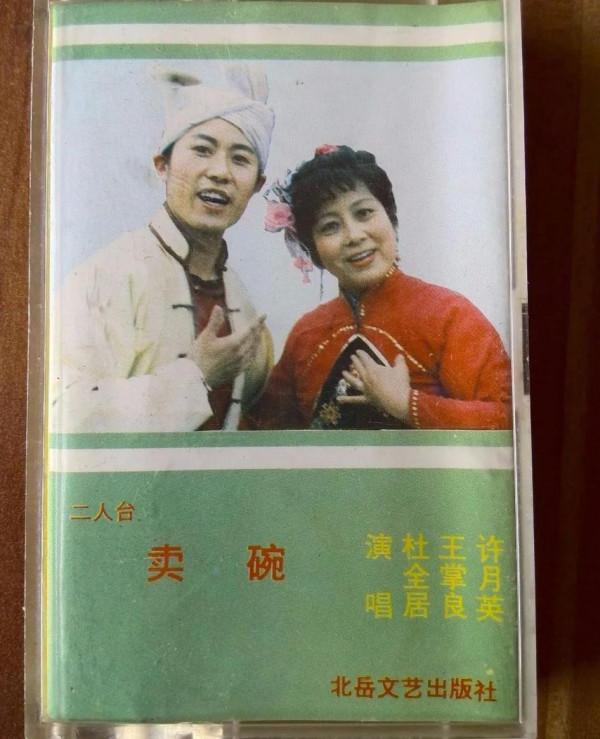 二人台
卖碗
许月英
王掌良
杜全居
演唱
北岳文艺出版社